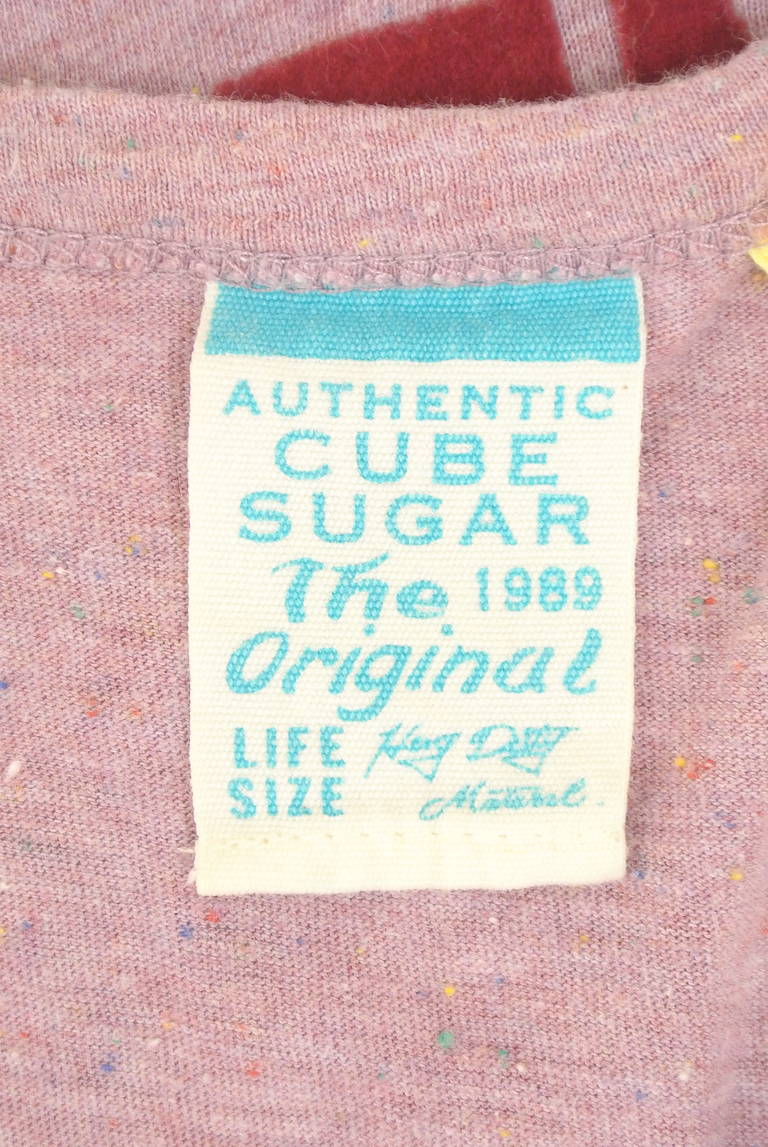 AUTHENTIC
CUBE
SUGAR
The 1989
Original
LIFE
SIZE